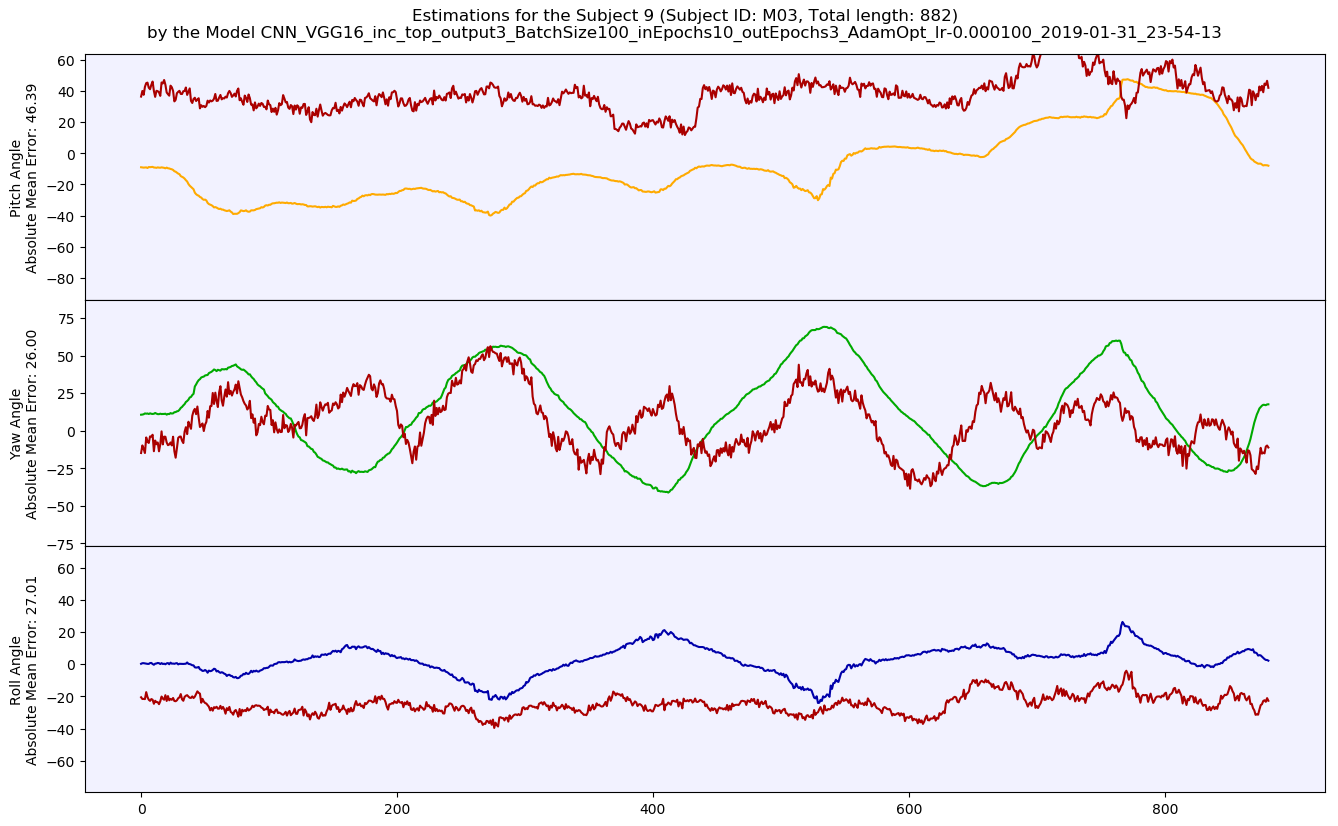 Estimations for the Subject 9 (Subject ID: M03, Total length: 882)
by the Model CNN_VGG16_inc_top_output3_BatchSize100_inEpochs10_outEpochs3_AdamOpt_lr-0.000100_2019-01-31_23-54-13
Pitch Angle
Absolute Mean Error: 46.39
60
40
20
0
−20
−40
−60
−80
Yaw Angle
Absolute Mean Error: 26.00
75
50
25
0
−25
−50
−75
Roll Angle
Absolute Mean Error: 27.01
60
40
20
0
−20
−40
−60
0 200 400 600 800